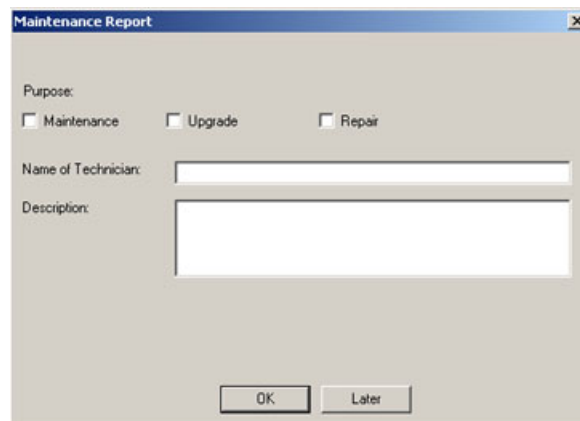 Maintenance Report
Purpose:
Maintenance Upgrade Repair
Name of Technician:
Description:
OK Later